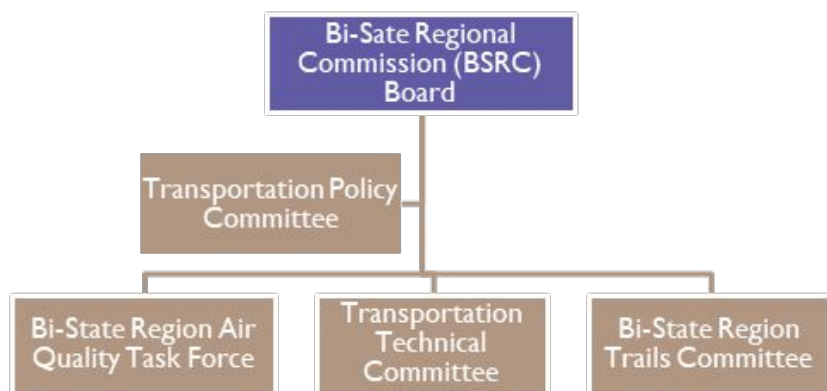 Bi-Sate Regional
Commission (BSRC)
Board
Transportation Policy
Committee
Bi-State Region Air
Quality Task Force
Transportation
Technical
Committee
Bi-State Region
Trails Committee